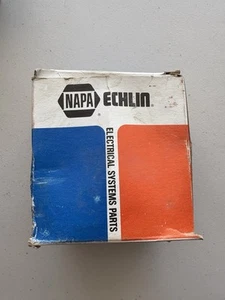 NAPA ECHLIN®
ELECTRICAL SYSTEMS PARTS